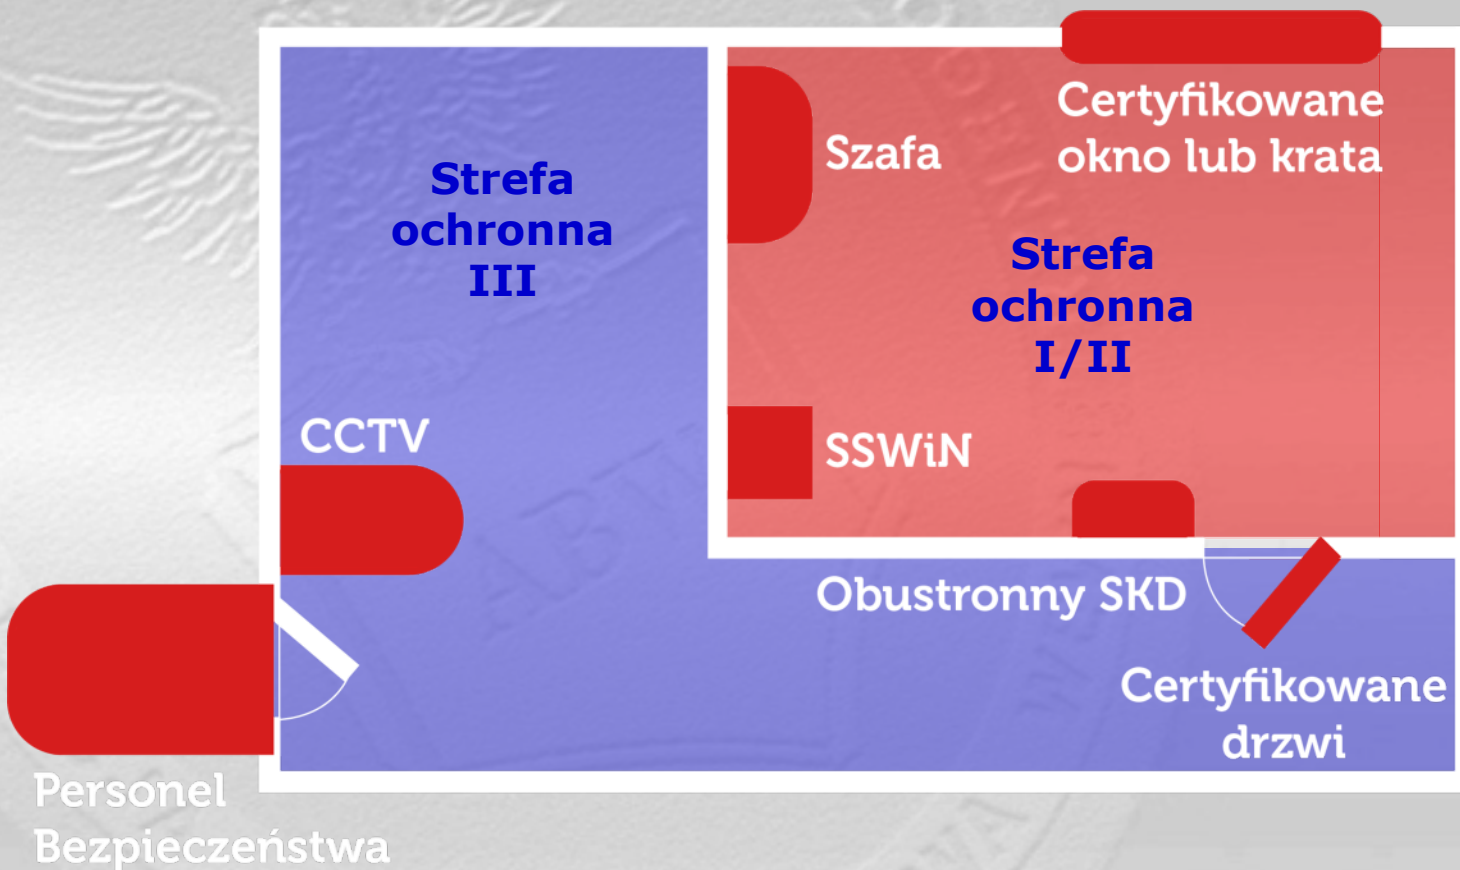 Strefa
ochronna
III
Szafa
Certyfikowane
okno lub krata
Strefa
ochronna
I/II
CCTV
SSWiN
Obustronny SKD
Certyfikowane
drzwi
Personel
Bezpieczeństwa
ABW